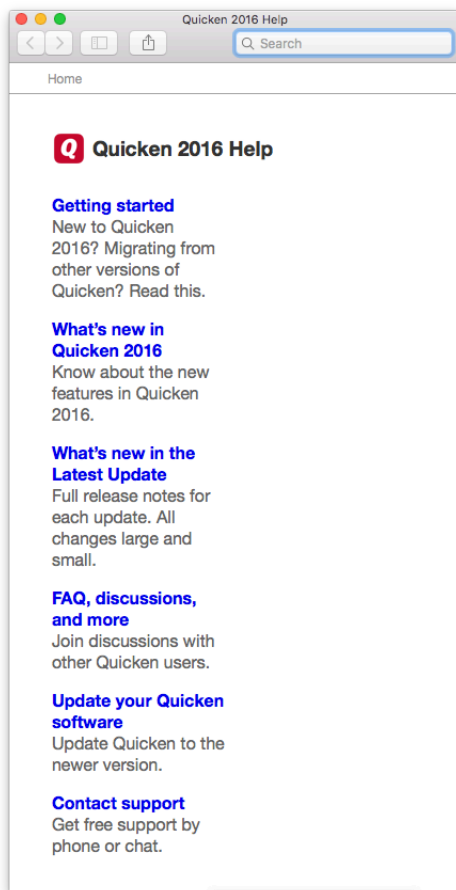 Quicken 2016 Help
Search
Home
Q Quicken 2016 Help
Getting started
New to Quicken
2016? Migrating from
other versions of
Quicken? Read this.
What's new in
Quicken 2016
Know about the new
features in Quicken
2016.
What's new in the
Latest Update
Full release notes for
each update. All
changes large and
small.
FAQ, discussions,
and more
Join discussions with
other Quicken users.
Update your Quicken
software
Update Quicken to the
newer version.
Contact support
Get free support by
phone or chat.